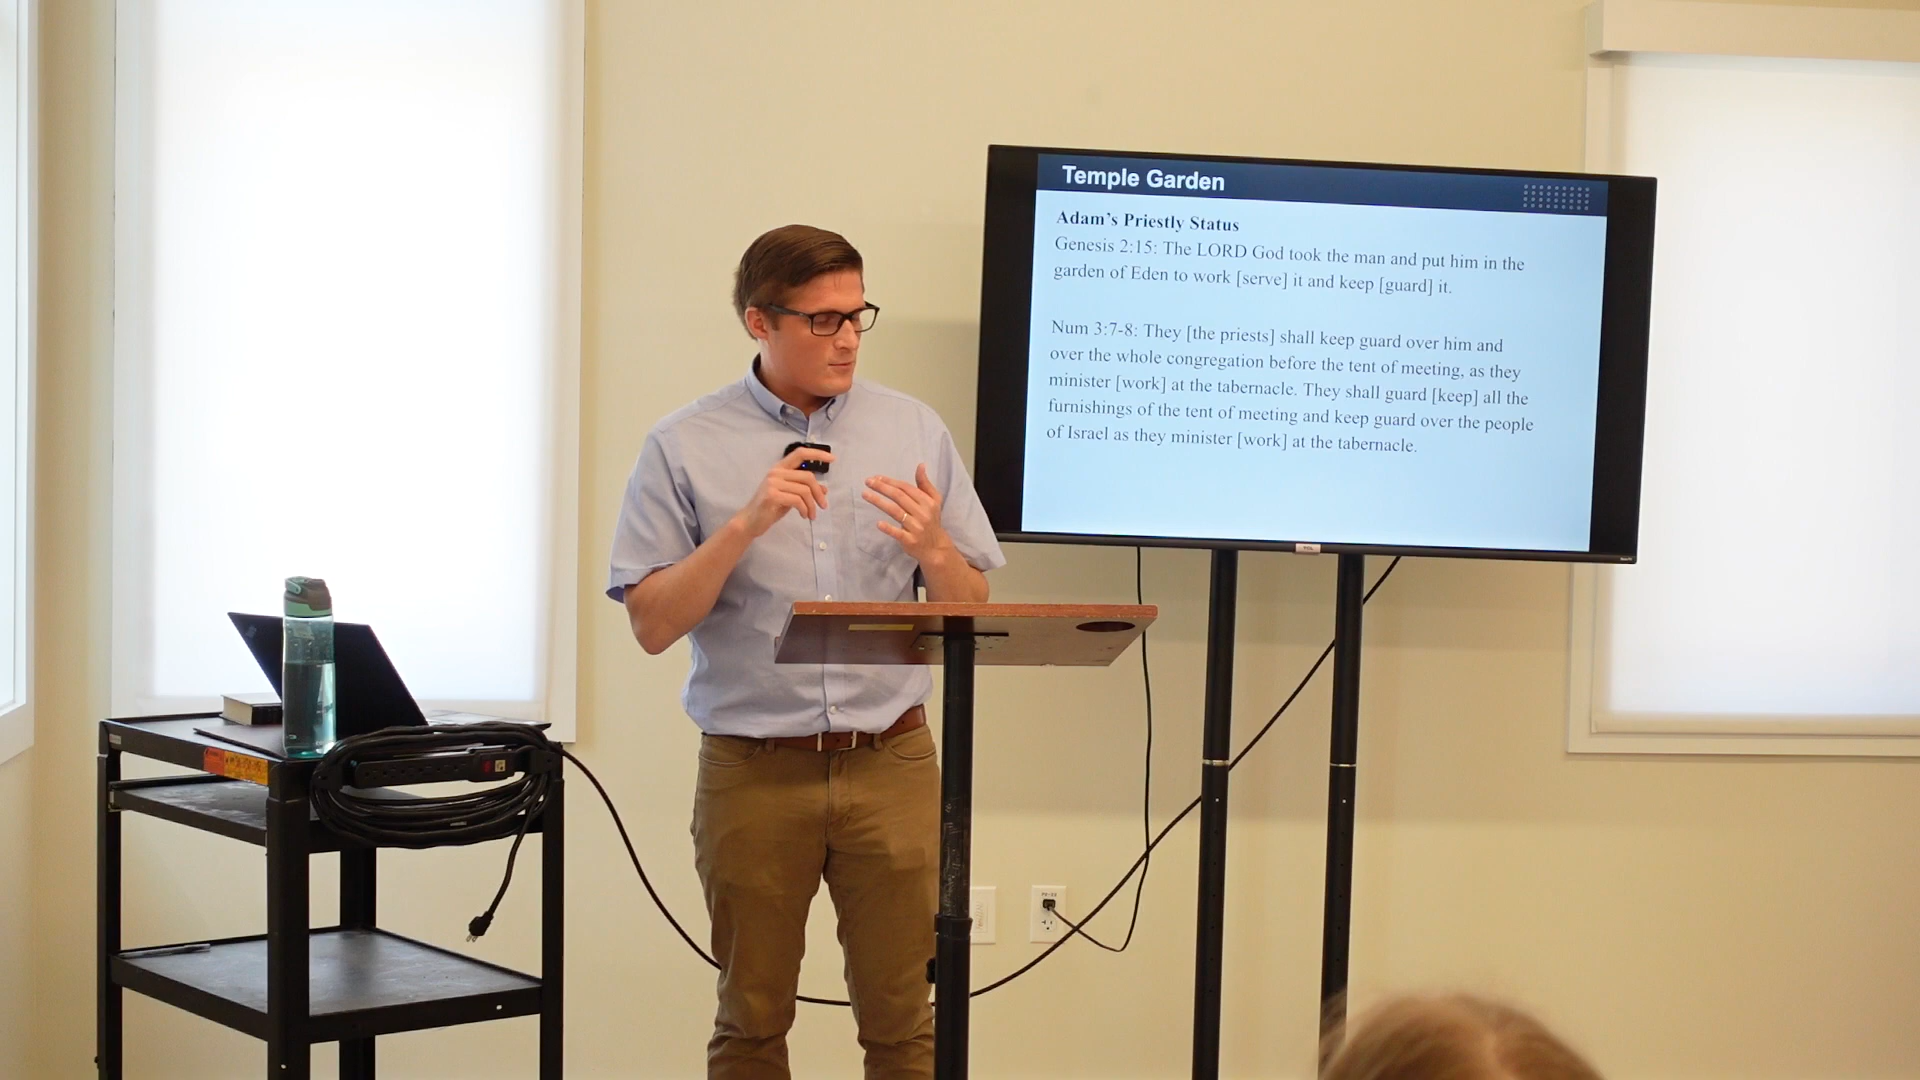 Temple Garden
Adam's Priestly Status
Genesis 2:15: The LORD God took the man and put him in the
garden of Eden to work [serve] it and keep [guard] it.
Num 3:7-8: They [the priests] shall keep guard over him and
over the whole congregation before the tent of meeting, as they
minister [work] at the tabernacle. They shall guard [keep] all the
furnishings of the tent of meeting and keep guard over the people
of Israel as they minister [work] at the tabernacle.
TCL